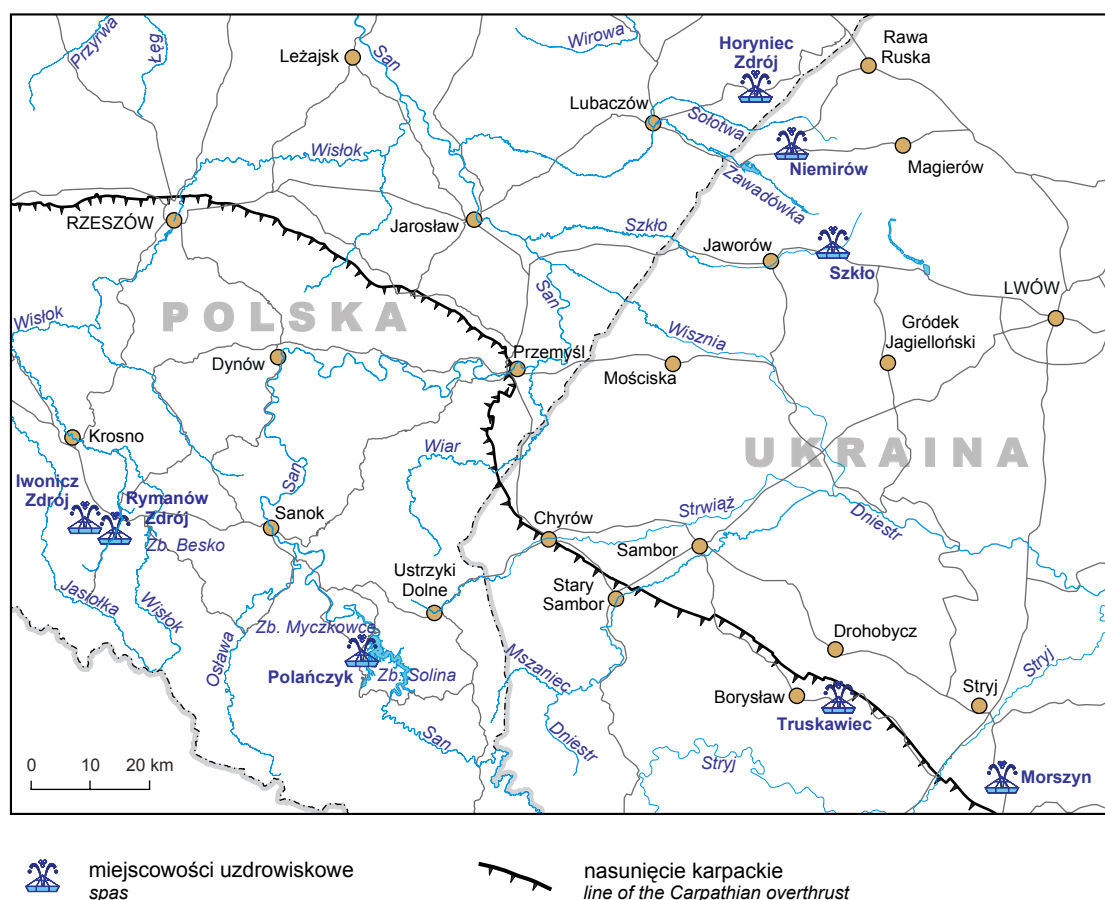 Przyrwa
Łęg
Leżajsk
San
Wirowa
Horyniec
Zdrój
Rawa
Ruska
Lubaczów
Sołotwa
Wisłok
Niemirów
Magierów
Zawadówka
RZESZÓW
Jarosław
Szkło
Jaworów
Szkło
LWÓW
San
POLSKA
Wisłok
Wisznia
Gródek
Jagielloński
Dynów
Przemyśl
Mościska
Krosno
Wiar
UKRAINA
Iwonicz
Zdrój
Rymanów
Zdrój
San
Sanok
Zb. Besko
Chyrów
Strwiąż
Dniestr
Sambor
Ustrzyki
Dolne
Stary
Sambor
Jasiołka
Wisłok
Osława
Zb. Myczkowce
Polańczyk
Zb. Solina
Mszaniec
Drohobycz
Stryj
Borysław
Truskawiec
Stryj
San
Dniestr
Stryj
Morszyn
0 10 20 km
miejscowości uzdrowiskowe
spas
nasunięcie karpackie
line of the Carpathian overthrust